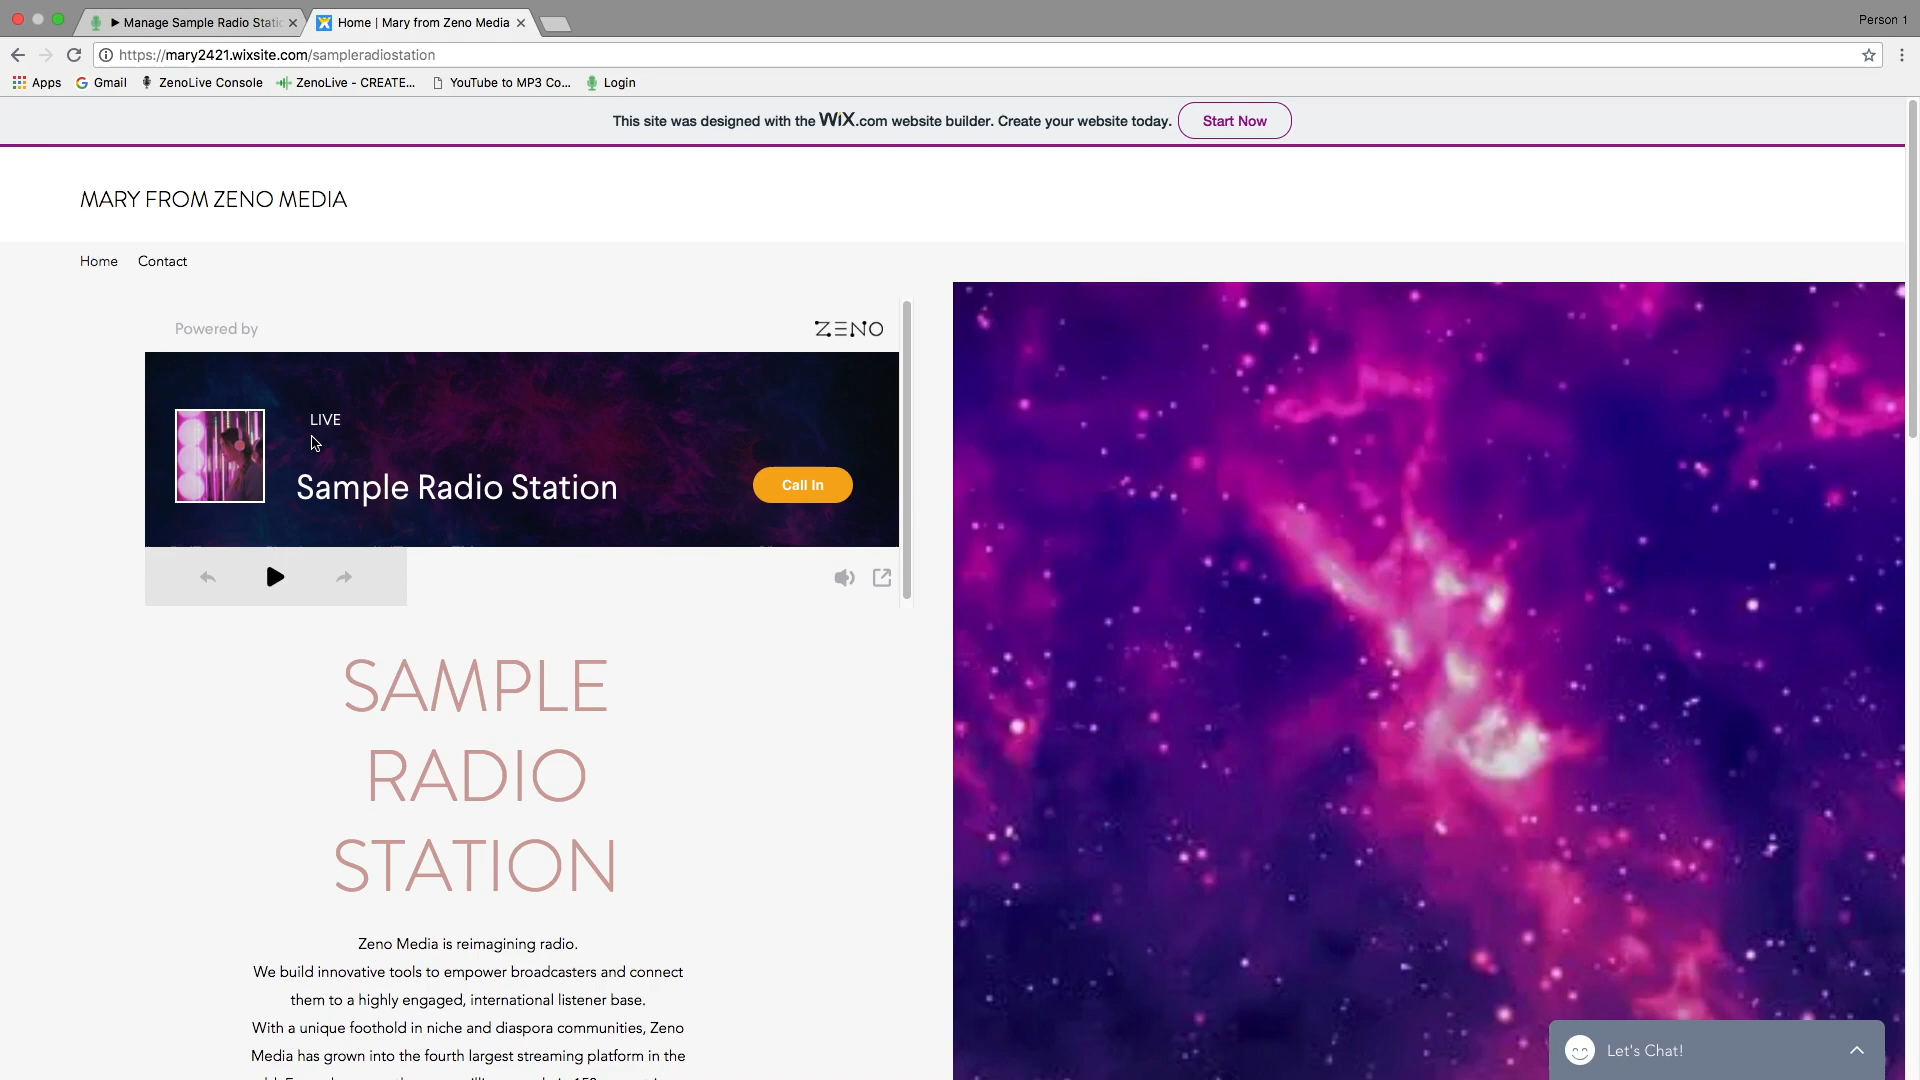 ▶ Manage Sample Radio Static
Home | Mary from Zeno Media
Person 1
https://mary2421.wixsite.com/sampleradiostation
Apps
Gmail
ZenoLive Console
ZenoLive - CREATE...
YouTube to MP3 Co...
Login
This site was designed with the WiX.com website builder. Create your website today.
Start Now
MARY FROM ZENO MEDIA
Home
Contact
Powered by
ZENO
LIVE
Sample Radio Station
Call In
SAMPLE
RADIO
STATION
Zeno Media is reimagining radio.
We build innovative tools to empower broadcasters and connect
them to a highly engaged, international listener base.
With a unique foothold in niche and diaspora communities, Zeno
Media has grown into the fourth largest streaming platform in the
Let's Chat!